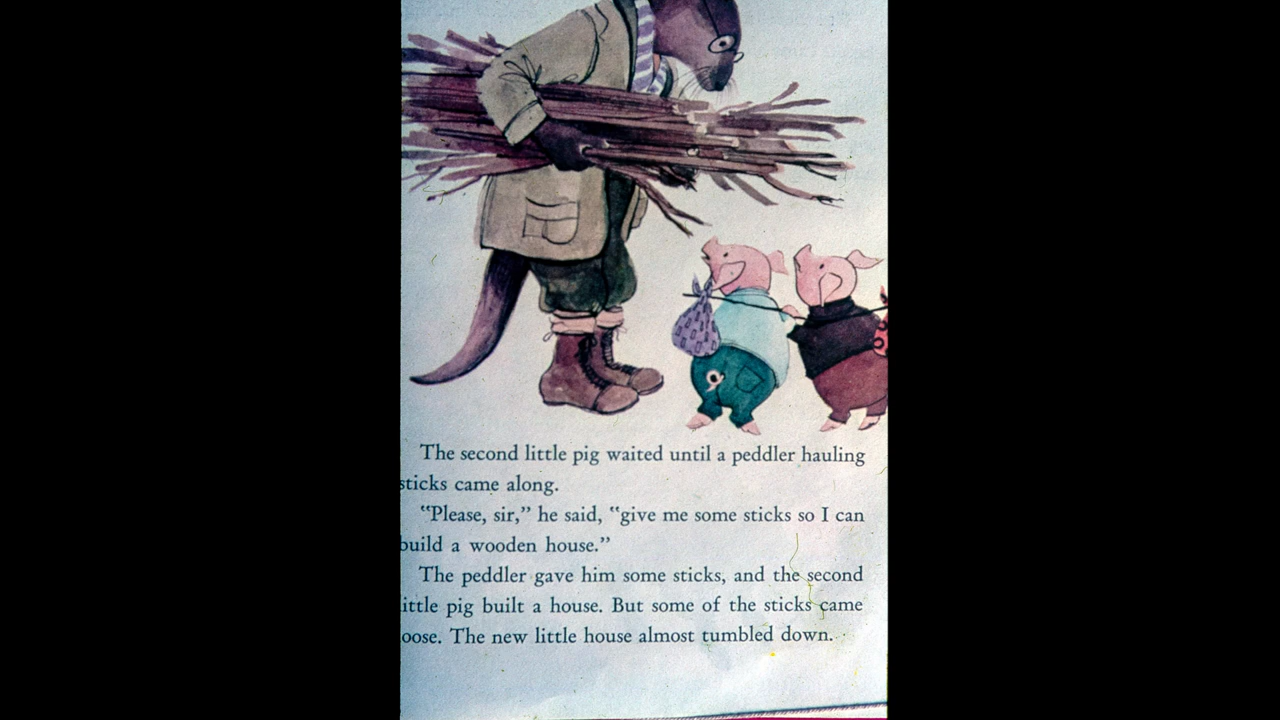 The second little pig waited until a peddler hauling
sticks came along.
"Please, sir," he said, "give me some sticks so I can
build a wooden house."
The peddler gave him some sticks, and the second
ittle pig built a house. But some of the sticks came
oose. The new little house almost tumbled down.